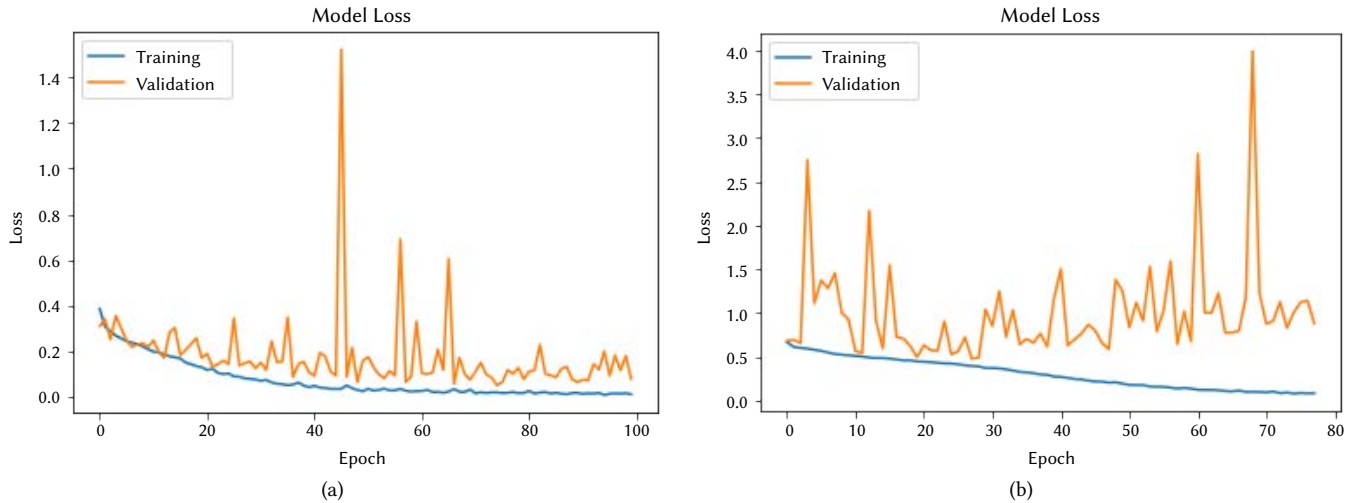 Model Loss
Training
Validation
1.4
1.2
1.0
0.8
0.6
0.4
0.2
0.0
Loss
0 20 40 60 80 100
Epoch
(a)
Model Loss
Training
Validation
4.0
3.5
3.0
2.5
2.0
1.5
1.0
0.5
0.0
Loss
0 10 20 30 40 50 60 70 80
Epoch
(b)